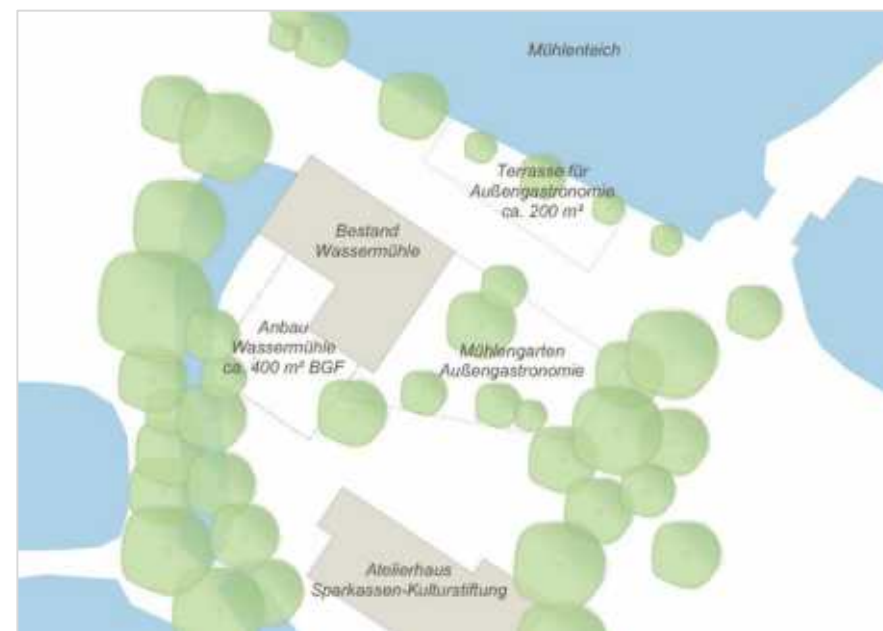 Mühlenteich
Terrasse für
Außengastronomie
ca. 200 m²
Bestand
Wassermühle
Anbau
Wassermühle
ca. 400 m² BGF
Mühlengarten
Außengastronomie
Atelierhaus
Sparkassen-Kulturstiftung